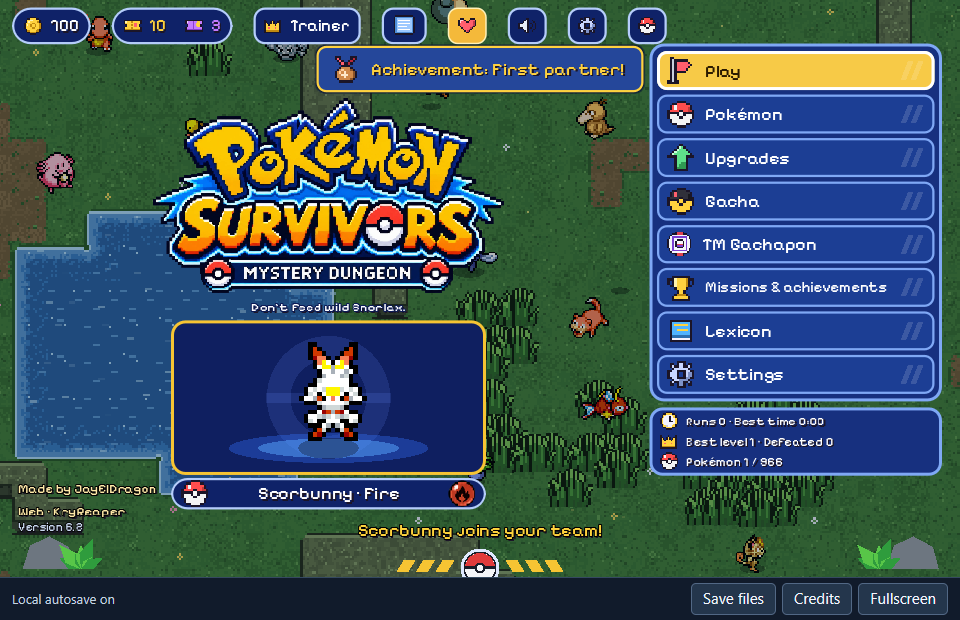 100
10
3
Trainer
Achievement: First partner!
Play
Pokémon
Upgrades
Gacha
TM Gachapon
Missions & achievements
Lexicon
Settings
POKÉMON
SURVIVORS
MYSTERY DUNGEON
Don't feed wild Snorlax.
Scorbunny · Fire
Runs 0 · Best time 0:00
Best level 1 · Defeated 0
Pokémon 1 / 966
Made by JayElDragon
Web · KryReaper
Version 6.2
Scorbunny joins your team!
Local autosave on
Save files
Credits
Fullscreen